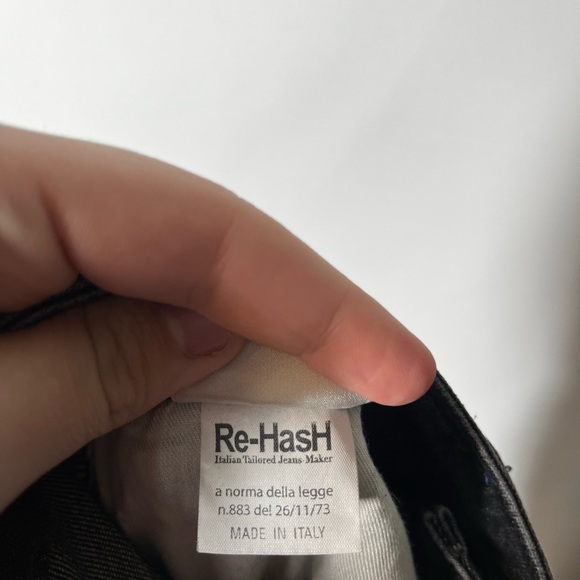 Re-HasH
Italian Tailored Jeans Maker
a norma della legge
n.883 del 26/11/73
MADE IN ITALY